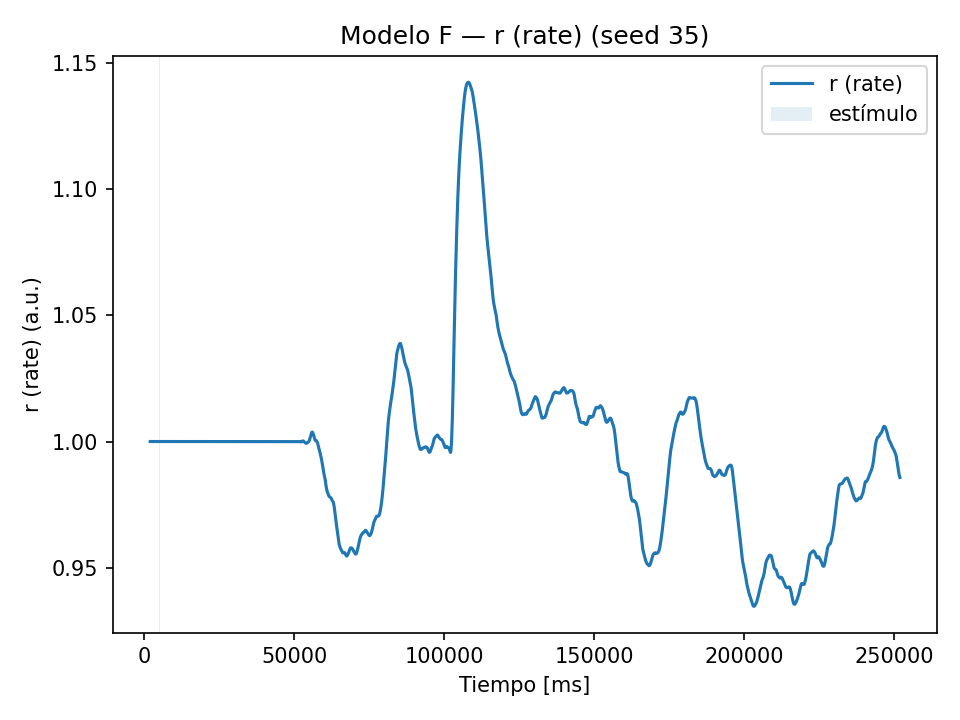 Modelo F — r (rate) (seed 35)
r (rate)
estímulo
1.15
1.10
1.05
1.00
0.95
r (rate) (a.u.)
0 50000 100000 150000 200000 250000
Tiempo [ms]